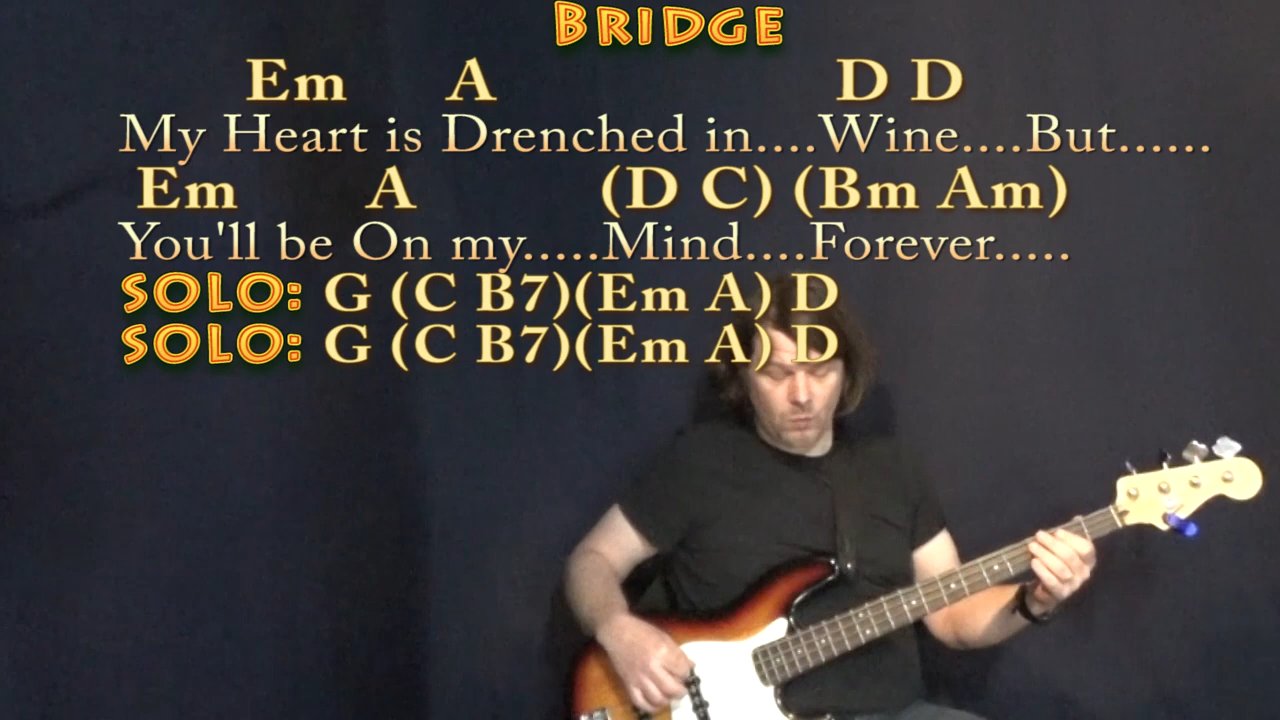 BRIDGE
Em A D D
My Heart is Drenched in....Wine....But......
Em A (D C) (Bm Am)
You'll be On my.....Mind....Forever.....
SOLO: G (C B7)(Em A) D
SOLO: G (C B7)(Em A) D